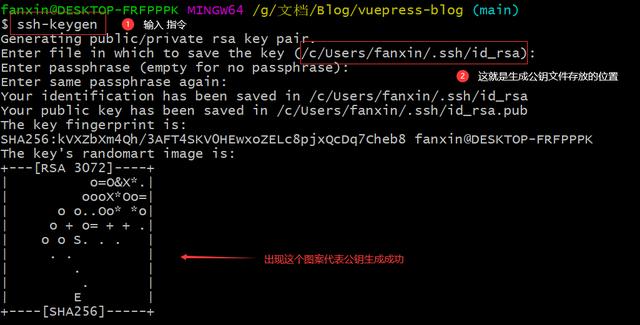 fanxin@DESKTOP-FRFPPPK MINGW64 /g/文档/Blog/vuepress-blog (main)
$ ssh-keygen 1 输入 指令
Generating public/private rsa key pair.
Enter file in which to save the key (/c/Users/fanxin/.ssh/id_rsa):
Enter passphrase (empty for no passphrase):
2 这就是生成公钥文件存放的位置
Enter same passphrase again:
Your identification has been saved in /c/Users/fanxin/.ssh/id_rsa
Your public key has been saved in /c/Users/fanxin/.ssh/id_rsa.pub
The key fingerprint is:
SHA256:kVXZbXm4Qh/3AFT4SKV0HEwxoZELc8pjxQcDq7Cheb8 fanxin@DESKTOP-FRFPPPK
The key's randomart image is:
+---[RSA 3072]----+
|           o=O&X*.|
|          oooX*Oo=|
|       o o..Oo* *o|
|      o + o= + + .|
|     o o S. . .   |
|      . .         |
|         .        |
|          .       |
|         E        |
+----[SHA256]-----+
出现这个图案代表公钥生成成功